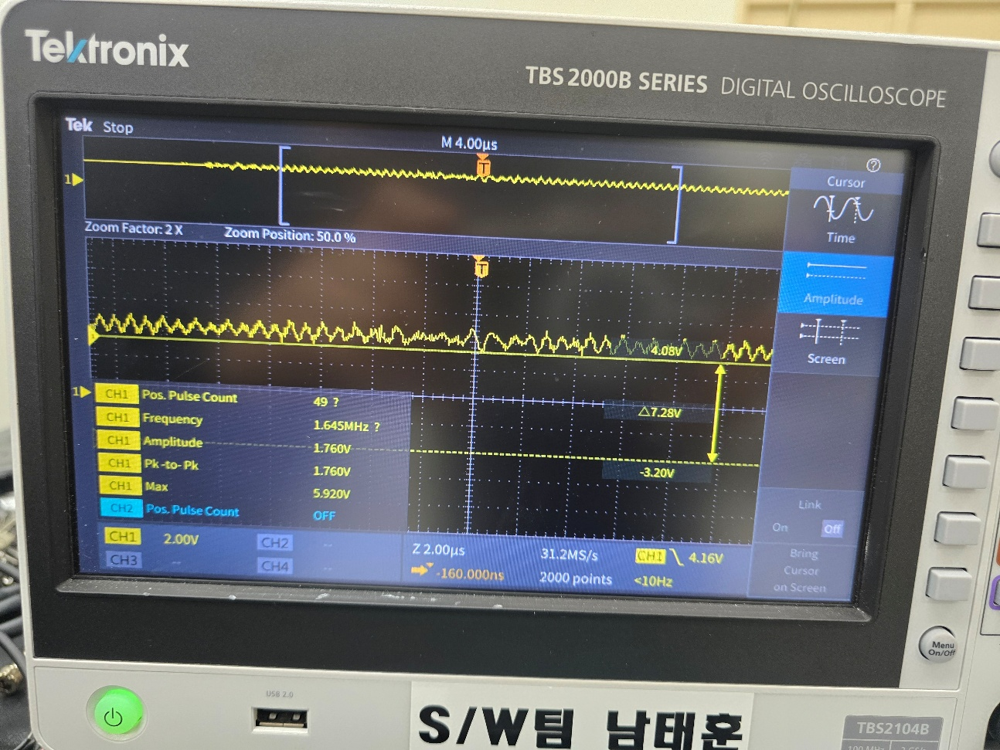 Tektronix
TBS 2000B SERIES DIGITAL OSCILLOSCOPE
Tek Stop
M 4.00µs
T
1
Zoom Factor: 2 X Zoom Position: 50.0 %
T
Cursor
Time
Amplitude
Screen
Link
On Off
Bring
Cursor
on Screen
4.08V
△7.28V
-3.20V
1
CH1 Pos. Pulse Count 49 ?
CH1 Frequency 1.645MHz ?
CH1 Amplitude 1.760V
CH1 Pk-to-Pk 1.760V
CH1 Max 5.920V
CH2 Pos. Pulse Count OFF
CH1 2.00V CH2 --
CH3 -- CH4 --
Z 2.00µs 31.2MS/s CH1 4.16V
-160.000ns 2000 points <10Hz
Menu
On/Off
USB 2.0
S/W팀 남태훈
TBS2104B